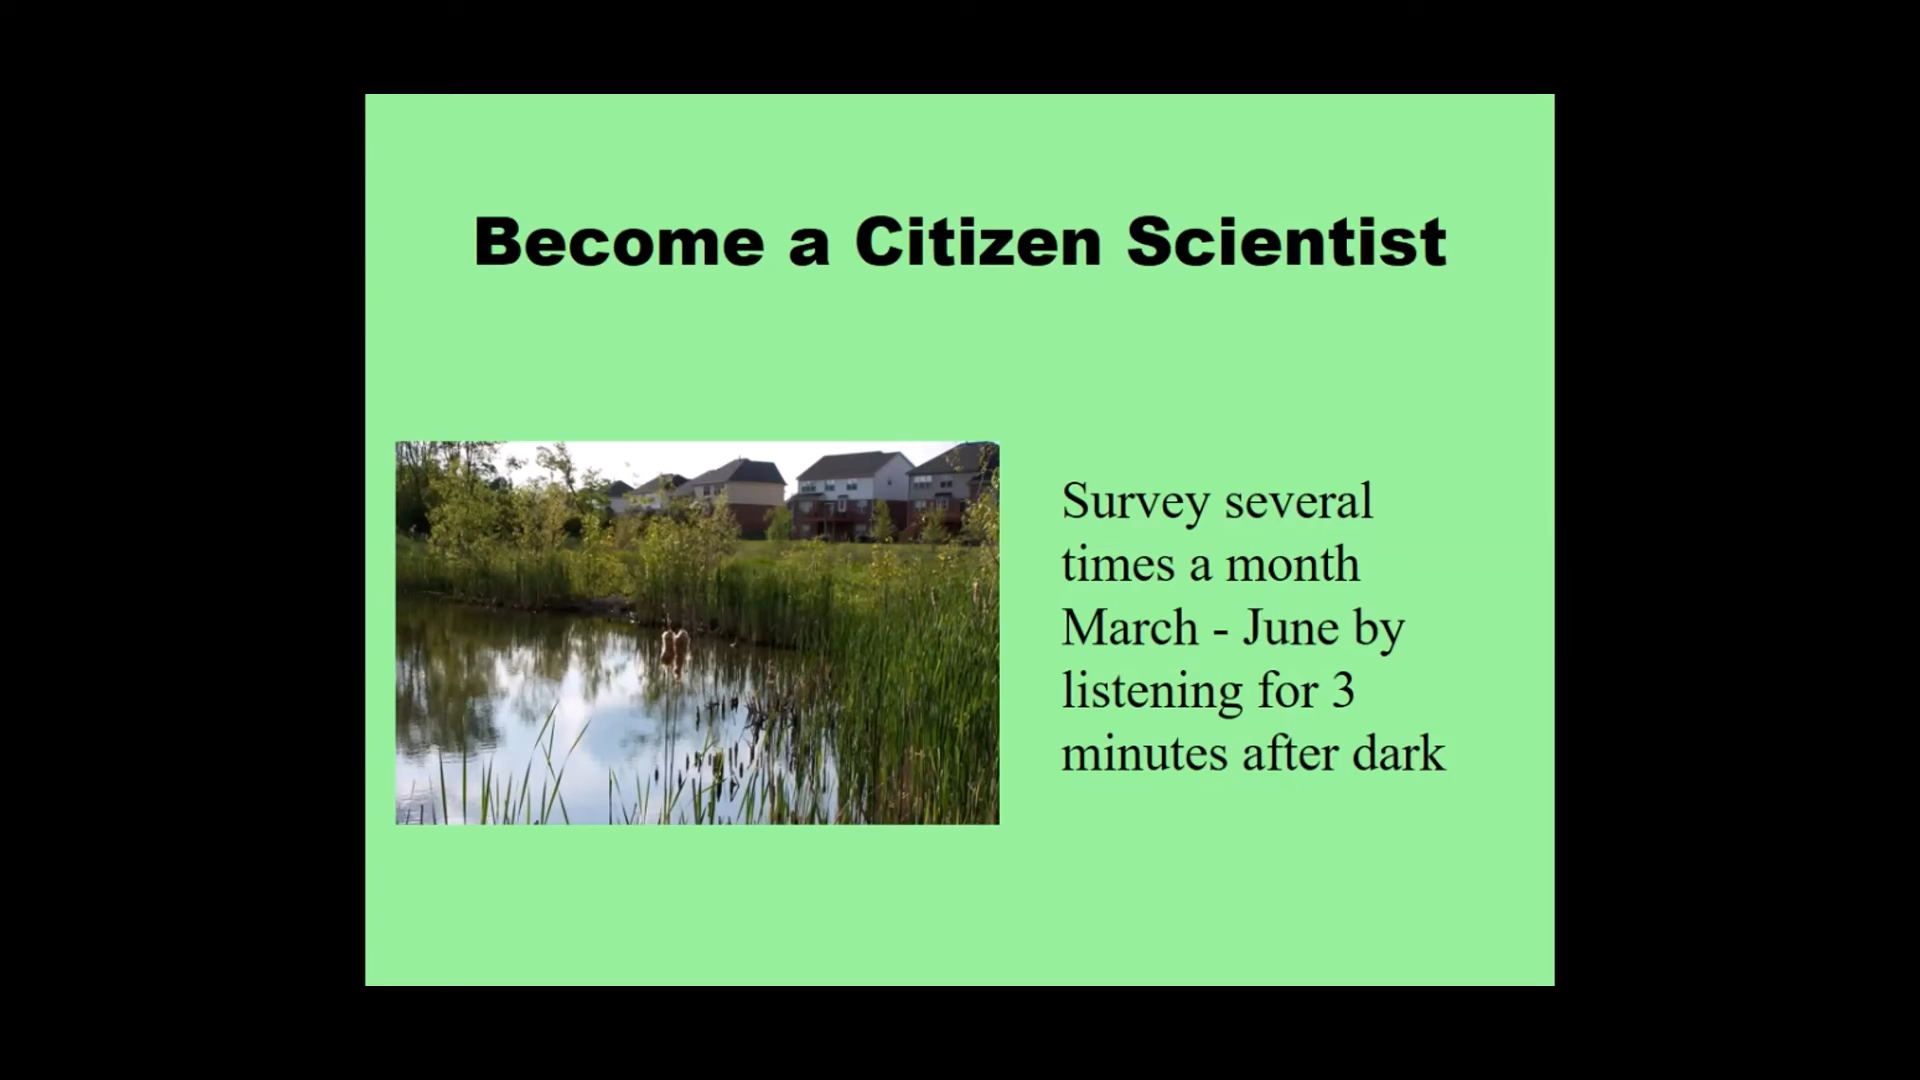 Become a Citizen Scientist
Survey several
times a month
March - June by
listening for 3
minutes after dark